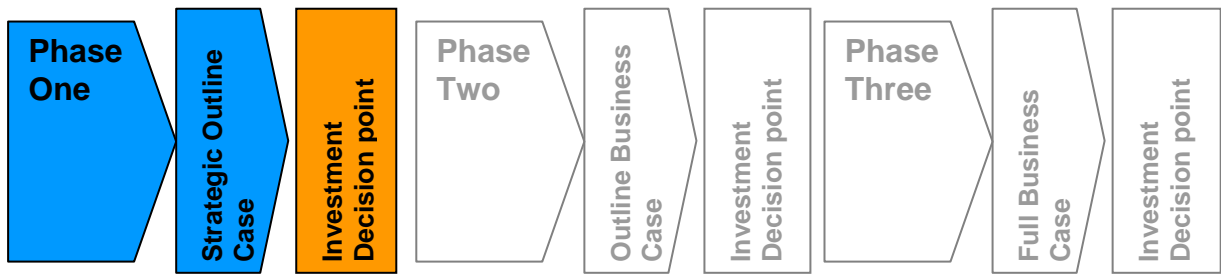 Phase
One
Strategic Outline
Case
Investment
Decision point
Phase
Two
Outline Business
Case
Investment
Decision point
Phase
Three
Full Business
Case
Investment
Decision point